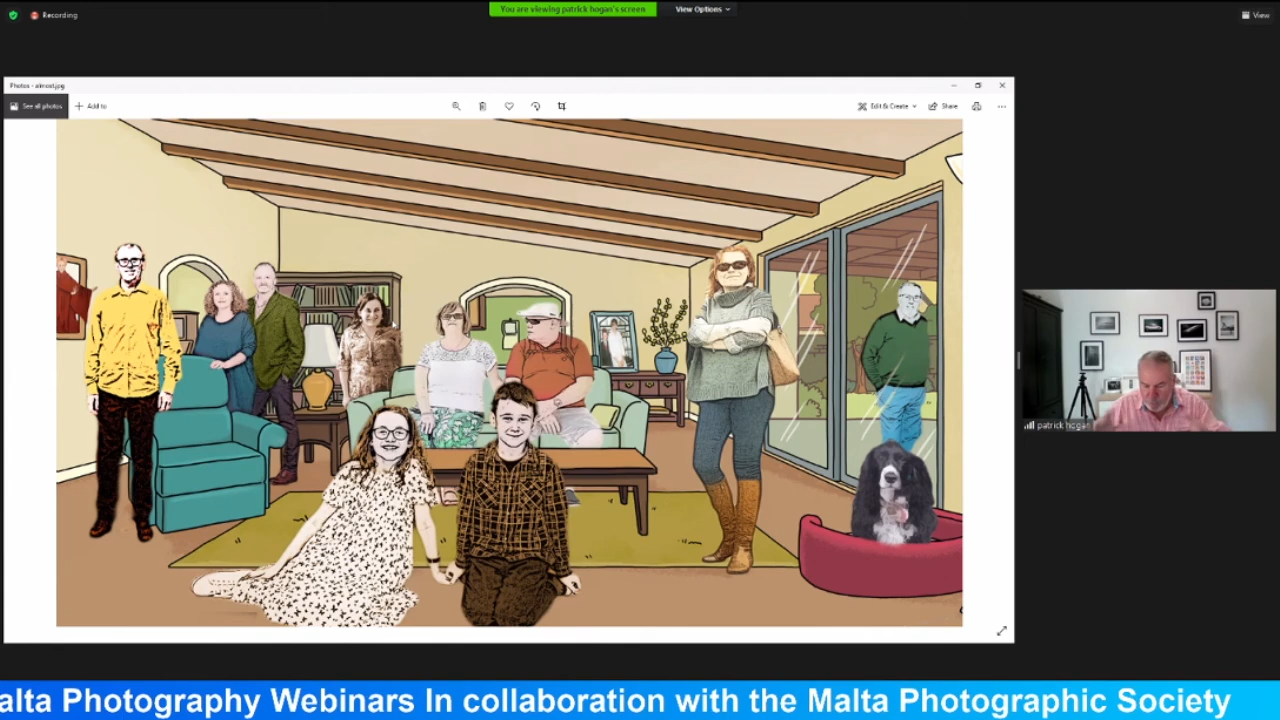 Recording
You are viewing patrick hogan's screen
View Options
View
Photos - almost.jpg
See all photos
Add to
Edit & Create
Share
patrick hogan
alta Photography Webinars In collaboration with the Malta Photographic Society